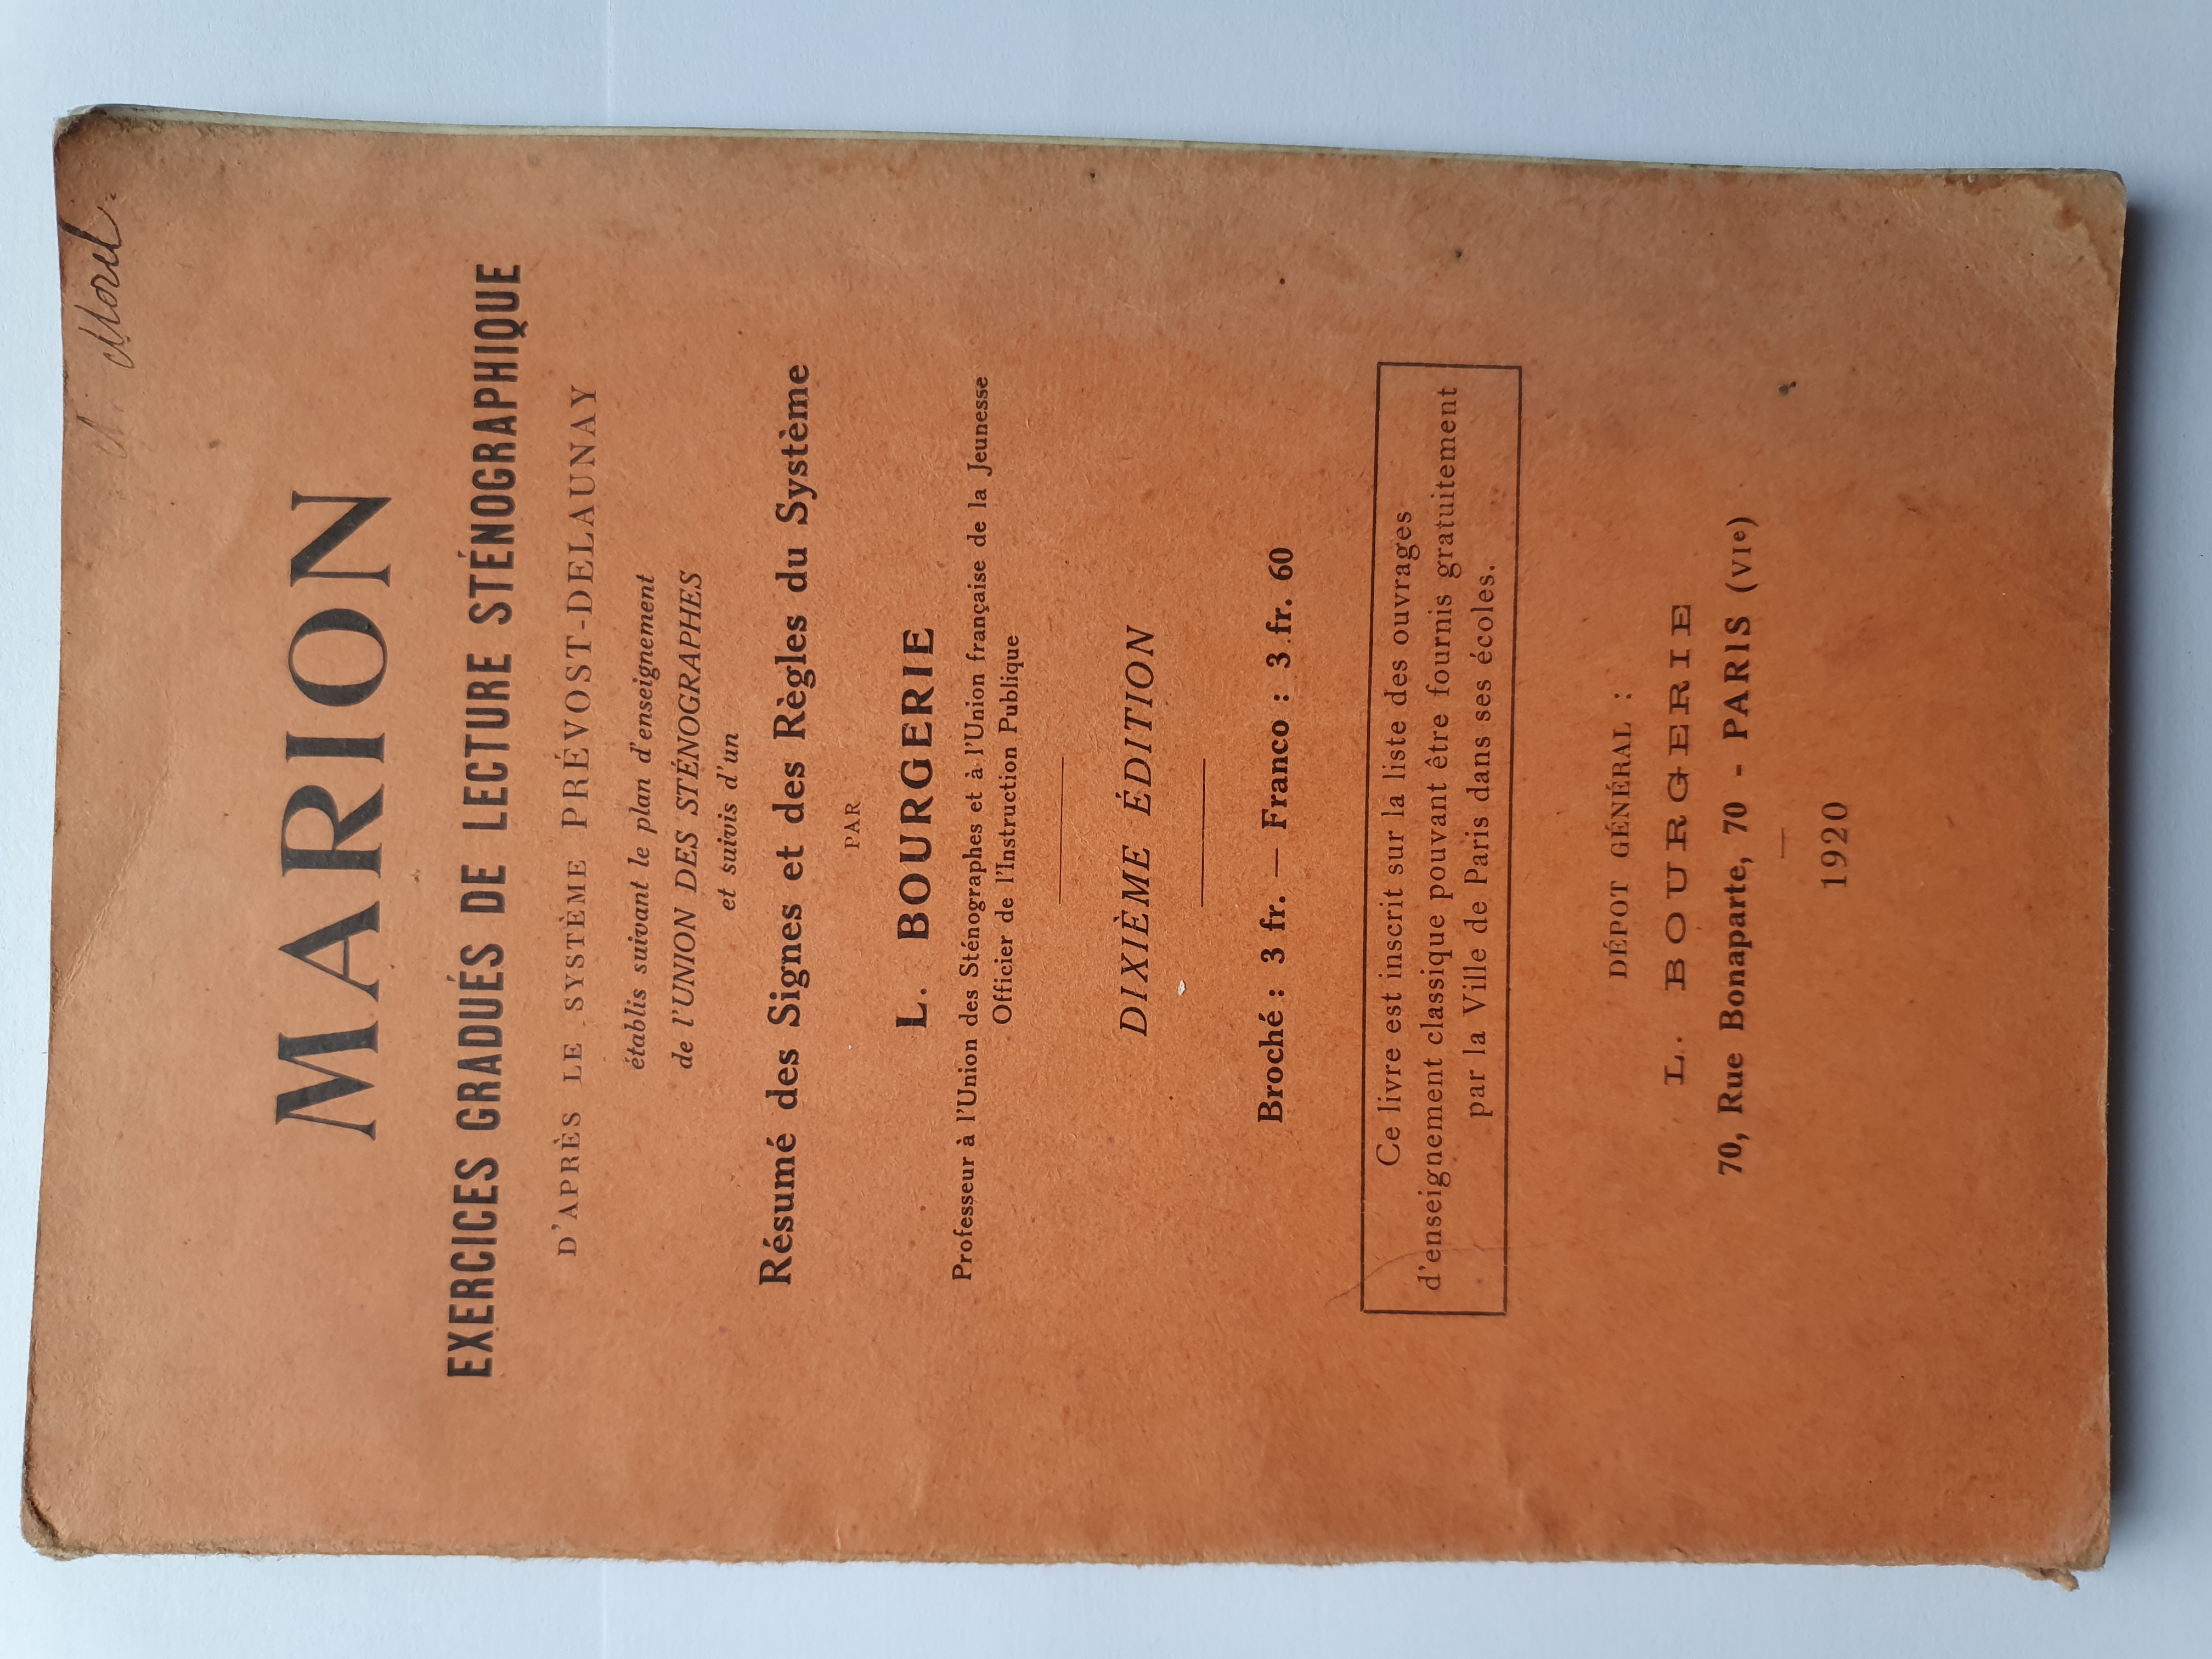 A. Morel.
MARION
EXERCICES GRADUÉS DE LECTURE STÉNOGRAPHIQUE
D'APRÈS LE SYSTÈME PRÉVOST-DELAUNAY
établis suivant le plan d'enseignement
de l'UNION DES STÉNOGRAPHES
et suivis d'un
Résumé des Signes et des Règles du Système
PAR
L. BOURGERIE
Professeur à l'Union des Sténographes et à l'Union française de la Jeunesse
Officier de l'Instruction Publique
DIXIÈME ÉDITION
Broché : 3 fr. — Franco : 3 fr. 60
Ce livre est inscrit sur la liste des ouvrages
d'enseignement classique pouvant être fournis gratuitement
par la Ville de Paris dans ses écoles.
DÉPOT GÉNÉRAL :
L. BOURGERIE
70, Rue Bonaparte, 70 - PARIS (VIe)
1920